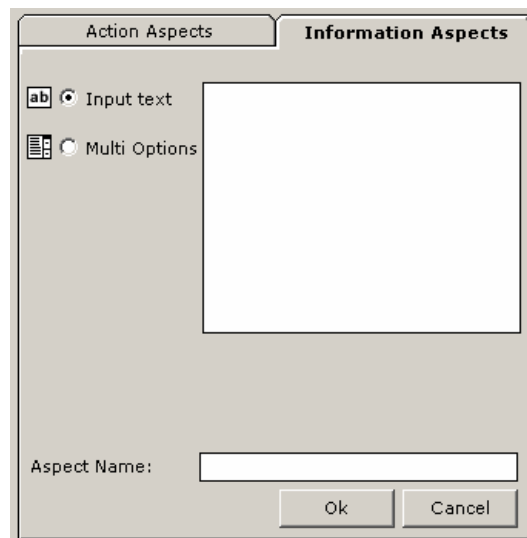 Action Aspects
Information Aspects
ab Input text
Multi Options
Aspect Name:
Ok
Cancel